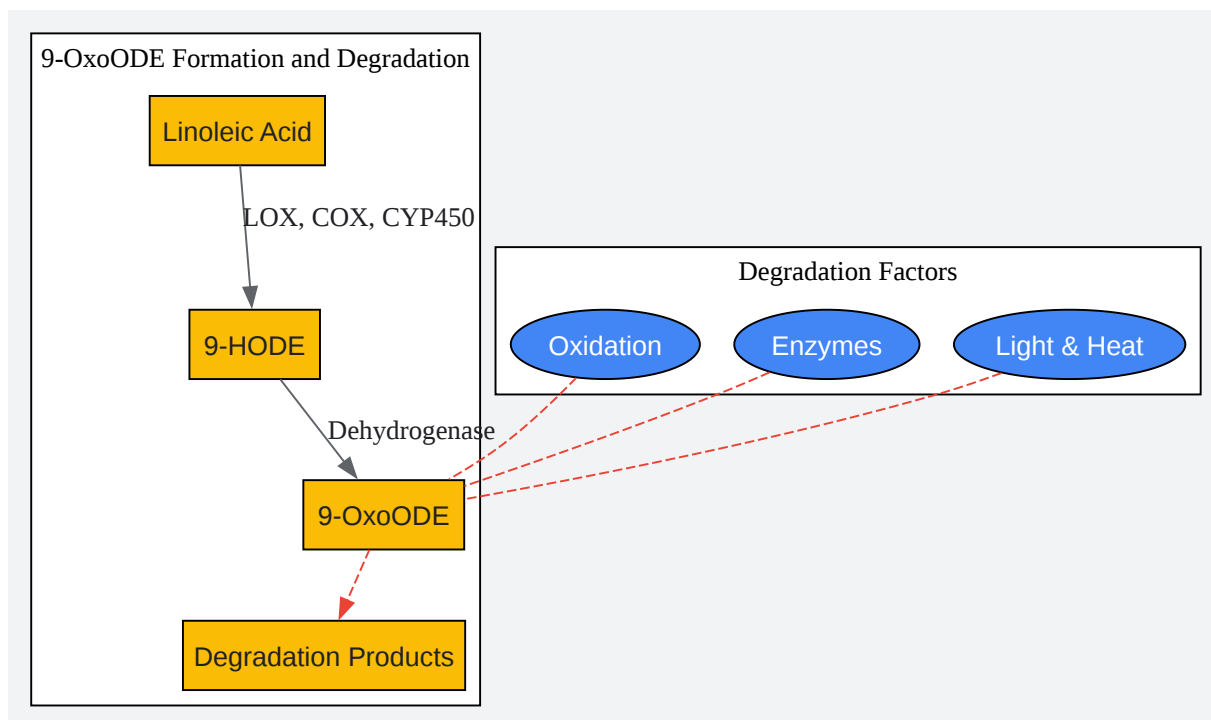 9-OxoODE Formation and Degradation
Linoleic Acid
LOX, COX, CYP450
9-HODE
Dehydrogenase
9-OxoODE
Degradation Products
Degradation Factors
Oxidation
Enzymes
Light & Heat